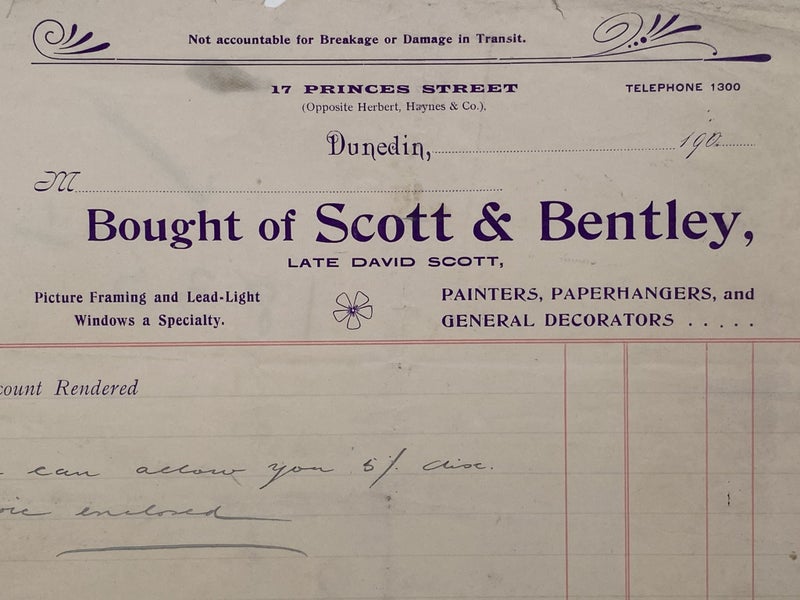 Not accountable for Breakage or Damage in Transit.
17 PRINCES STREET
(Opposite Herbert, Haynes & Co.).
TELEPHONE 1300
Dunedin, 190
M
Bought of Scott & Bentley,
LATE DAVID SCOTT,
Picture Framing and Lead-Light
Windows a Specialty.
PAINTERS, PAPERHANGERS, and
GENERAL DECORATORS . . . . .
count Rendered
can allow you 5% disc.
enclosed